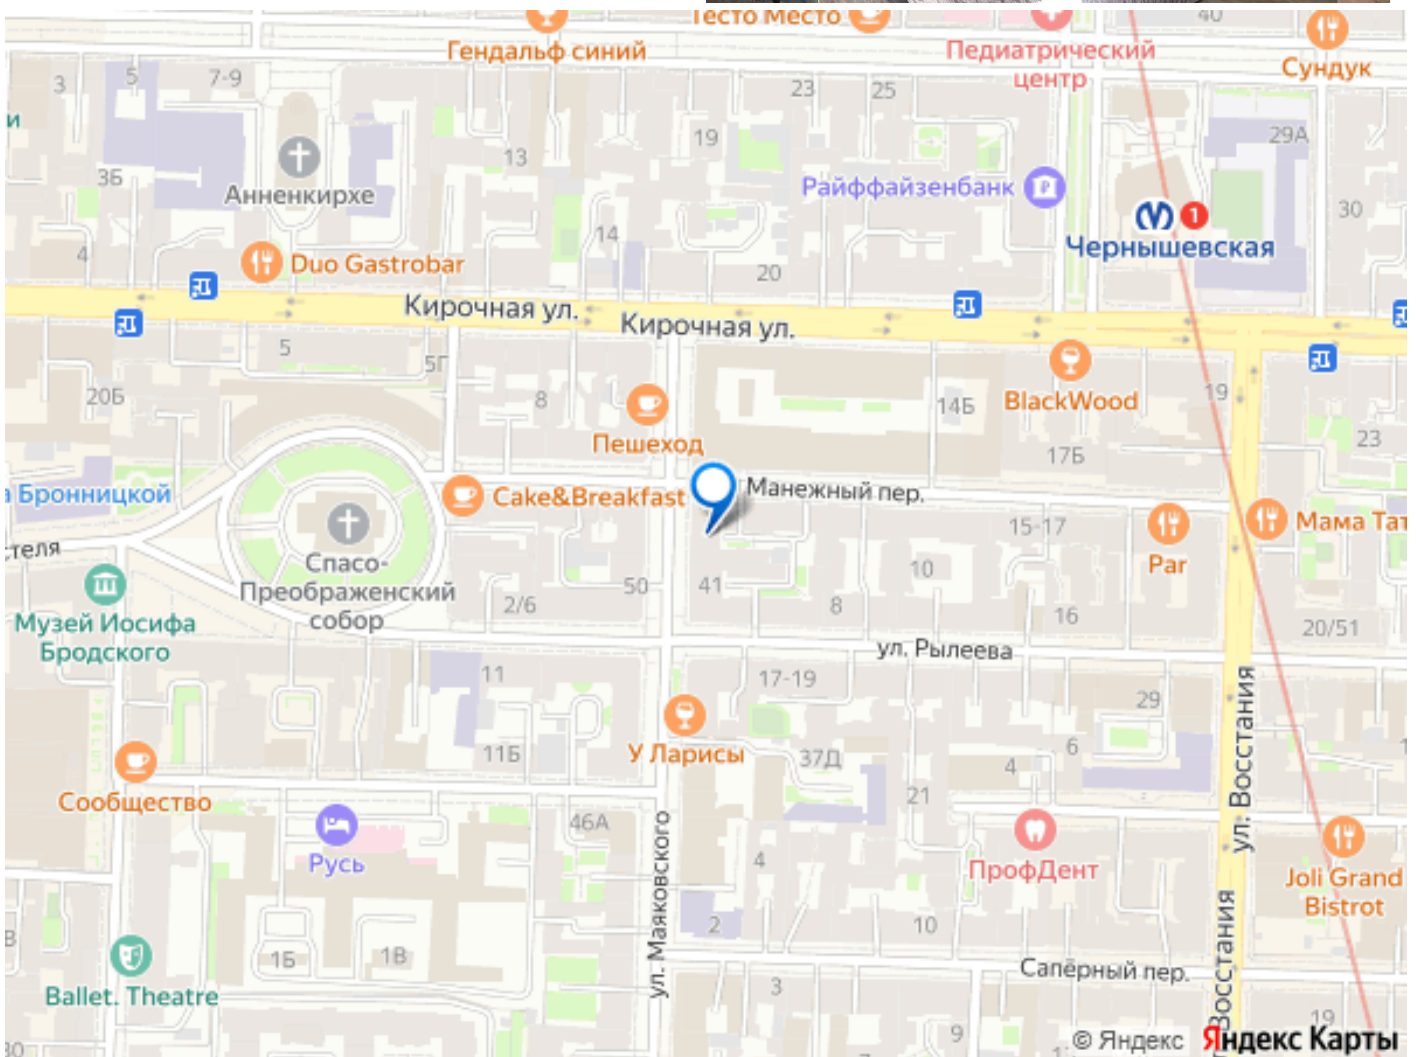 Тесто Место
40
Гендальф синий
Педиатрический
центр
Сундук
3
5
7-9
23
25
и
19
29А
13
3Б
Анненкирхе
Райффайзенбанк
30
1
Чернышевская
14
4
Duo Gastrobar
20
Кирочная ул.
Кирочная ул.
5
5Г
20Б
8
14Б
BlackWood
19
Пешеход
23
17Б
а Бронницкой
Cake&Breakfast
Манежный пер.
15-17
Мама Тат
стеля
Спасо-
Преображенский
собор
Par
10
50
41
2/6
8
16
Музей Иосифа
Бродского
20/51
ул. Рылеева
11
17-19
29
У Ларисы
11Б
37Д
6
4
ул. Восстания
Сообщество
21
46А
Русь
ул. Маяковского
4
ПрофДент
Joli Grand
Bistrot
2
10
В
1Б
1В
Сапёрный пер.
Восстания
Ballet. Theatre
3
9
19
30
© Яндекс Яндекс Карты